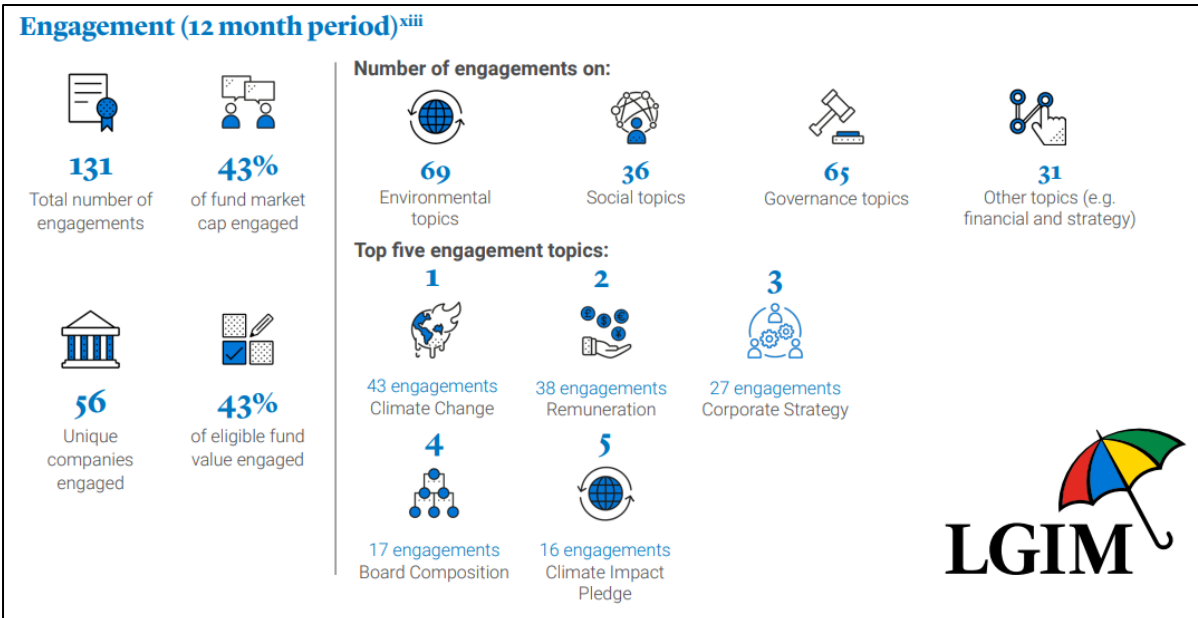 Engagement (12 month period)xiii
131
Total number of
engagements
43%
of fund market
cap engaged
56
Unique
companies
engaged
43%
of eligible fund
value engaged
Number of engagements on:
69
Environmental
topics
36
Social topics
65
Governance topics
31
Other topics (e.g.
financial and strategy)
Top five engagement topics:
1
43 engagements
Climate Change
2
£ $ € ¥
38 engagements
Remuneration
3
27 engagements
Corporate Strategy
4
17 engagements
Board Composition
5
16 engagements
Climate Impact
Pledge
LGIM